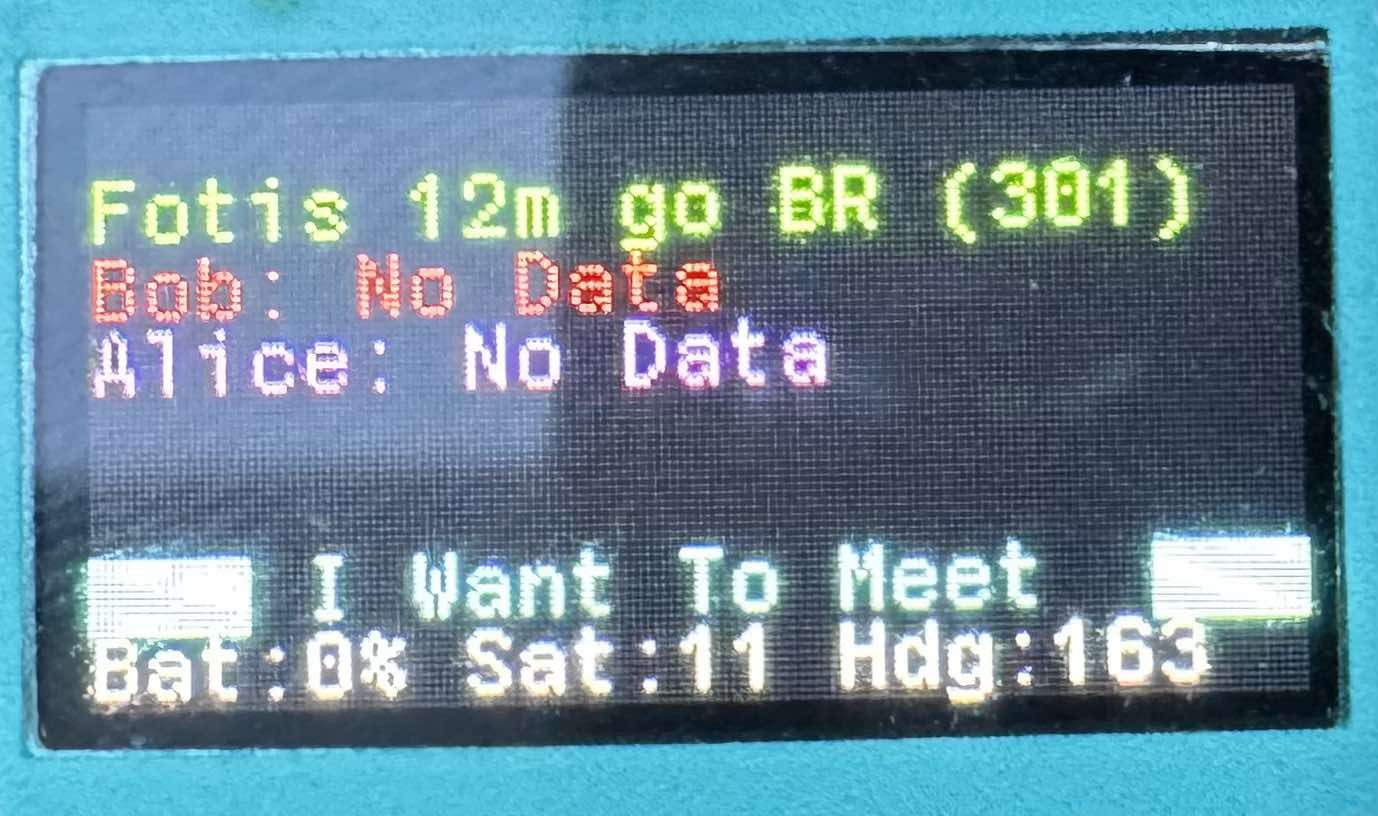 Fotis 12m go BR (301)
Bob: No Data
Alice: No Data
I Want To Meet
Bat:0% Sat:11 Hdg:163